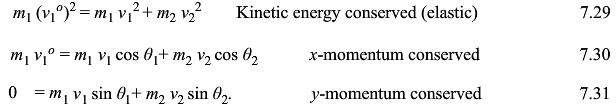 m₁ (v₁ᵒ)² = m₁ v₁² + m₂ v₂² Kinetic energy conserved (elastic) 7.29
m₁ v₁ᵒ = m₁ v₁ cos θ₁+ m₂ v₂ cos θ₂ x-momentum conserved 7.30
0 = m₁ v₁ sin θ₁+ m₂ v₂ sin θ₂. y-momentum conserved 7.31